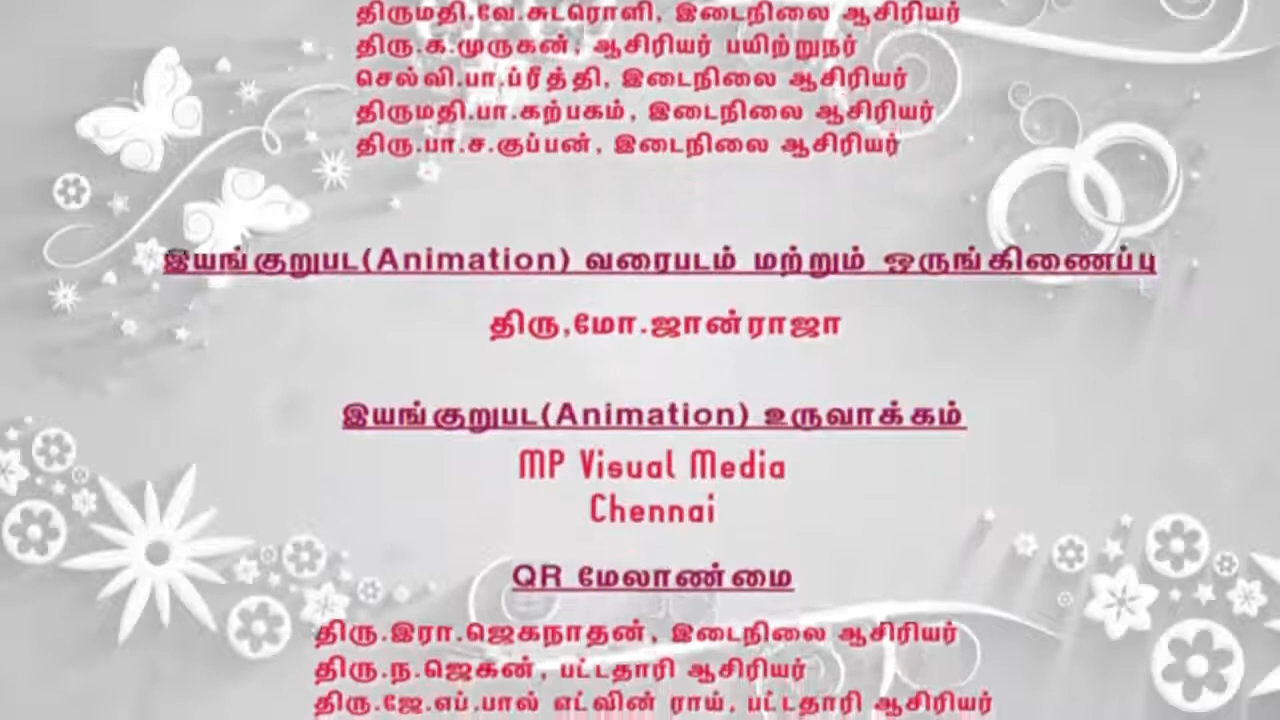 திருமதி.வே.சுடரொளி, இடைநிலை ஆசிரியர்
திரு.க.முருகன், ஆசிரியர் பயிற்றுநர்
செல்வி.பா.ப்ரீத்தி, இடைநிலை ஆசிரியர்
திருமதி.பா.கற்பகம், இடைநிலை ஆசிரியர்
திரு.பா.ச.குப்பன், இடைநிலை ஆசிரியர்
இயங்குறுபட(Animation) வரைபடம் மற்றும் ஒருங்கிணைப்பு
திரு,மோ.ஜான்ராஜா
இயங்குறுபட(Animation) உருவாக்கம்
MP Visual Media
Chennai
QR மேலாண்மை
திரு.இரா.ஜெகநாதன், இடைநிலை ஆசிரியர்
திரு.ந.ஜெகன், பட்டதாரி ஆசிரியர்
திரு.ஜே.எப்.பால் எட்வின் ராய், பட்டதாரி ஆசிரியர்